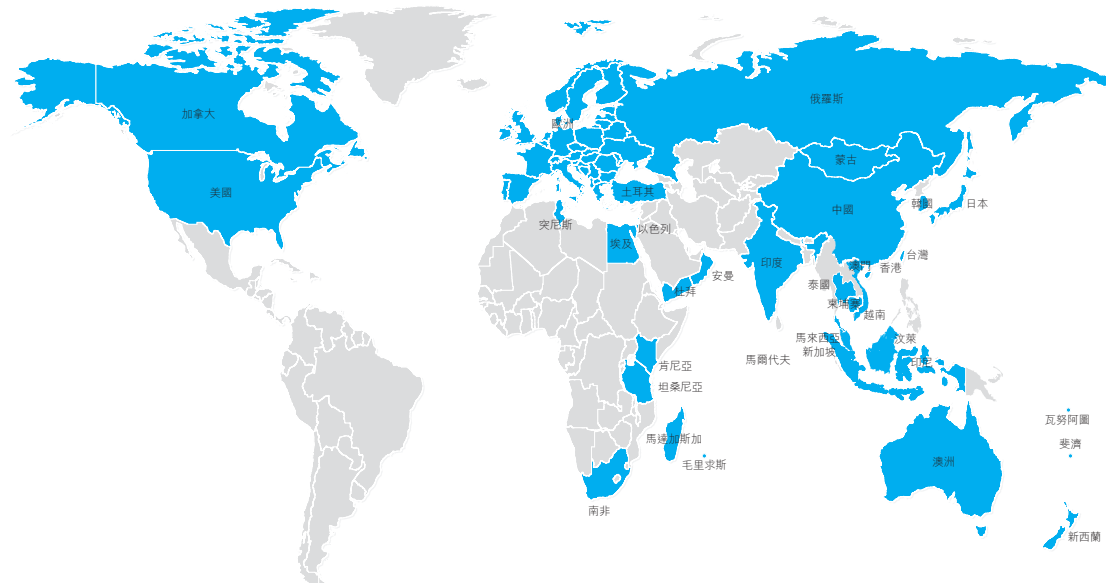 加拿大
俄羅斯
歐洲
蒙古
美國
土耳其
韓國
日本
中國
突尼斯
以色列
埃及
台灣
印度
澳門
香港
安曼
泰國
杜拜
柬埔寨
越南
馬來西亞
汶萊
新加坡
馬爾代夫
印尼
肯尼亞
坦桑尼亞
瓦努阿圖
馬達加斯加
斐濟
毛里求斯
澳洲
南非
新西蘭